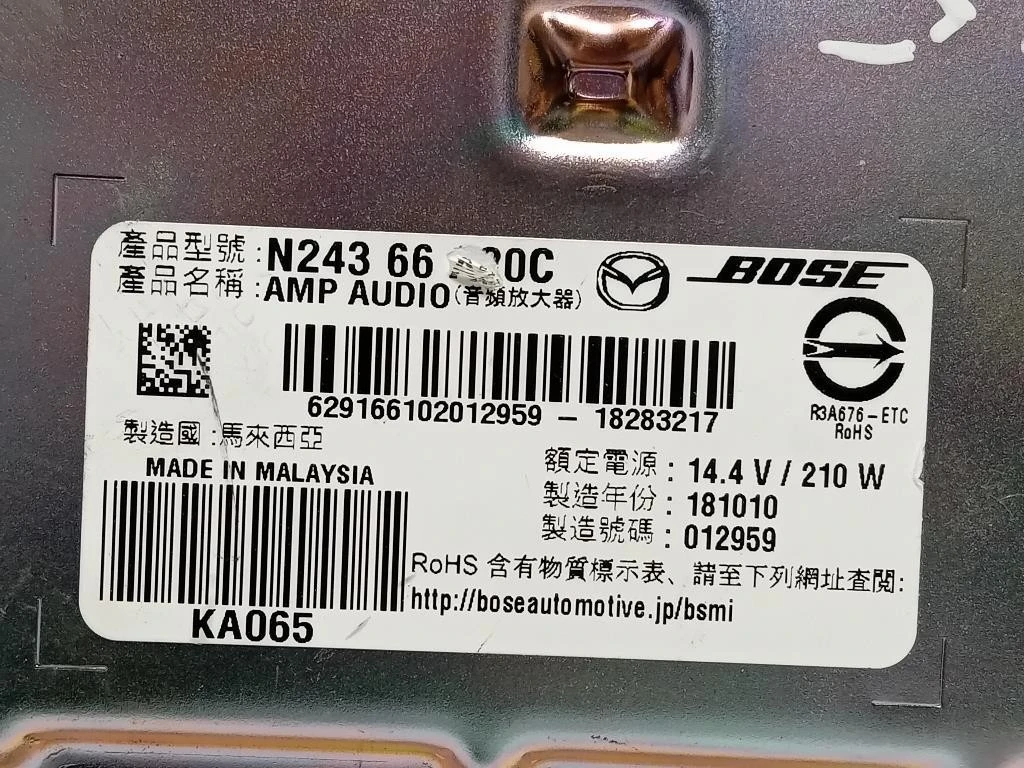 產品型號:N243 66 20C
產品名稱:AMP AUDIO(音頻放大器)
BOSE
629166102012959 - 18283217
R3A676-ETC
RoHS
製造國:馬來西亞
MADE IN MALAYSIA
額定電源:14.4 V / 210 W
製造年份:181010
製造號碼:012959
RoHS 含有物質標示表、請至下列網址查閱:
http://boseautomotive.jp/bsmi
KA065